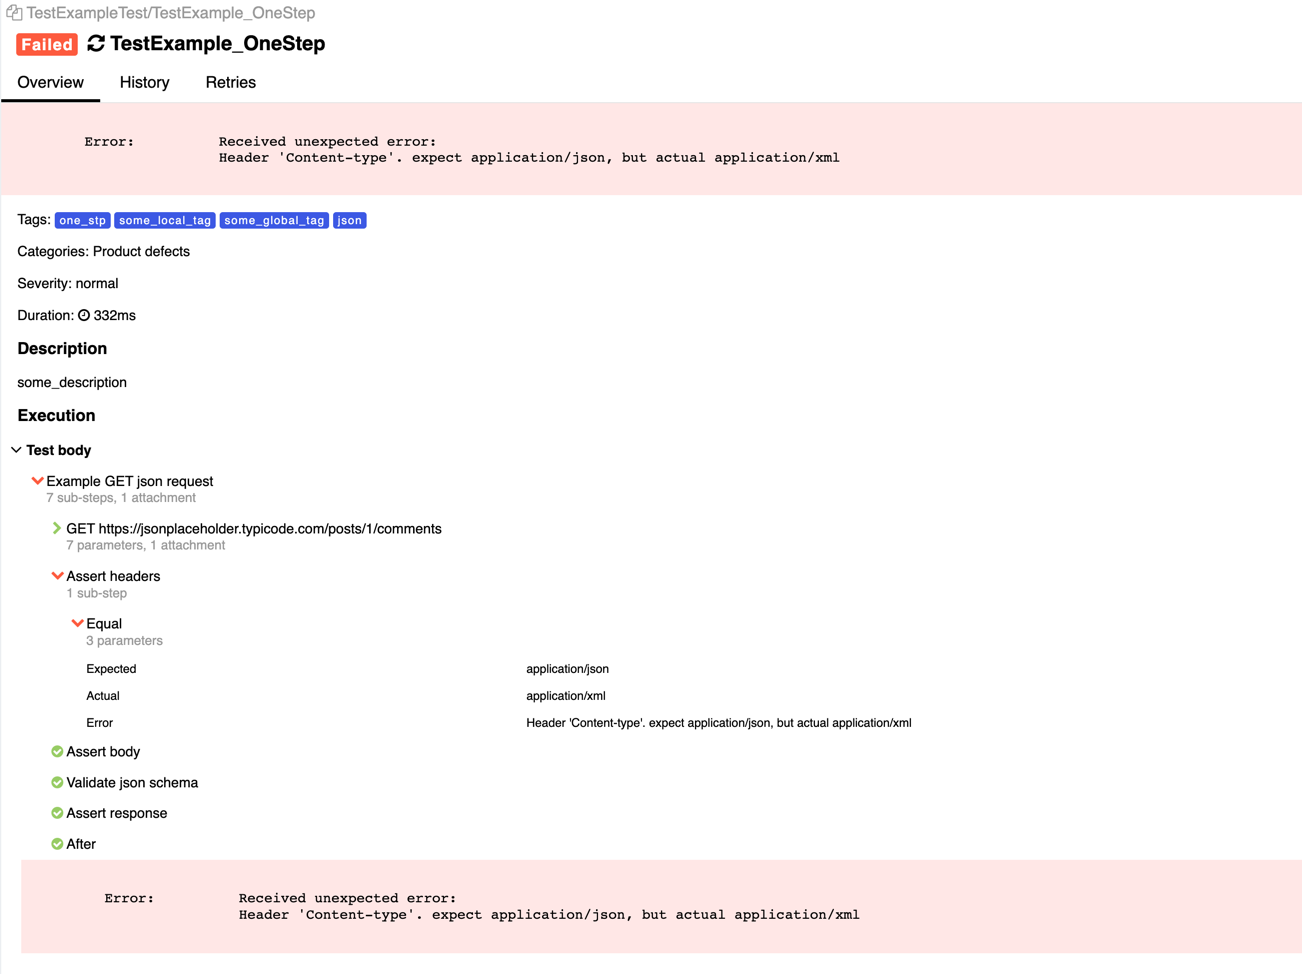 TestExampleTest/TestExample_OneStep
Failed TestExample_OneStep
Overview History Retries
Error: Received unexpected error:
Header 'Content-type'. expect application/json, but actual application/xml
Tags: one_stp some_local_tag some_global_tag json
Categories: Product defects
Severity: normal
Duration: 332ms
Description
some_description
Execution
Test body
Example GET json request
7 sub-steps, 1 attachment
GET https://jsonplaceholder.typicode.com/posts/1/comments
7 parameters, 1 attachment
Assert headers
1 sub-step
Equal
3 parameters
Expected application/json
Actual application/xml
Error Header 'Content-type'. expect application/json, but actual application/xml
Assert body
Validate json schema
Assert response
After
Error: Received unexpected error:
Header 'Content-type'. expect application/json, but actual application/xml